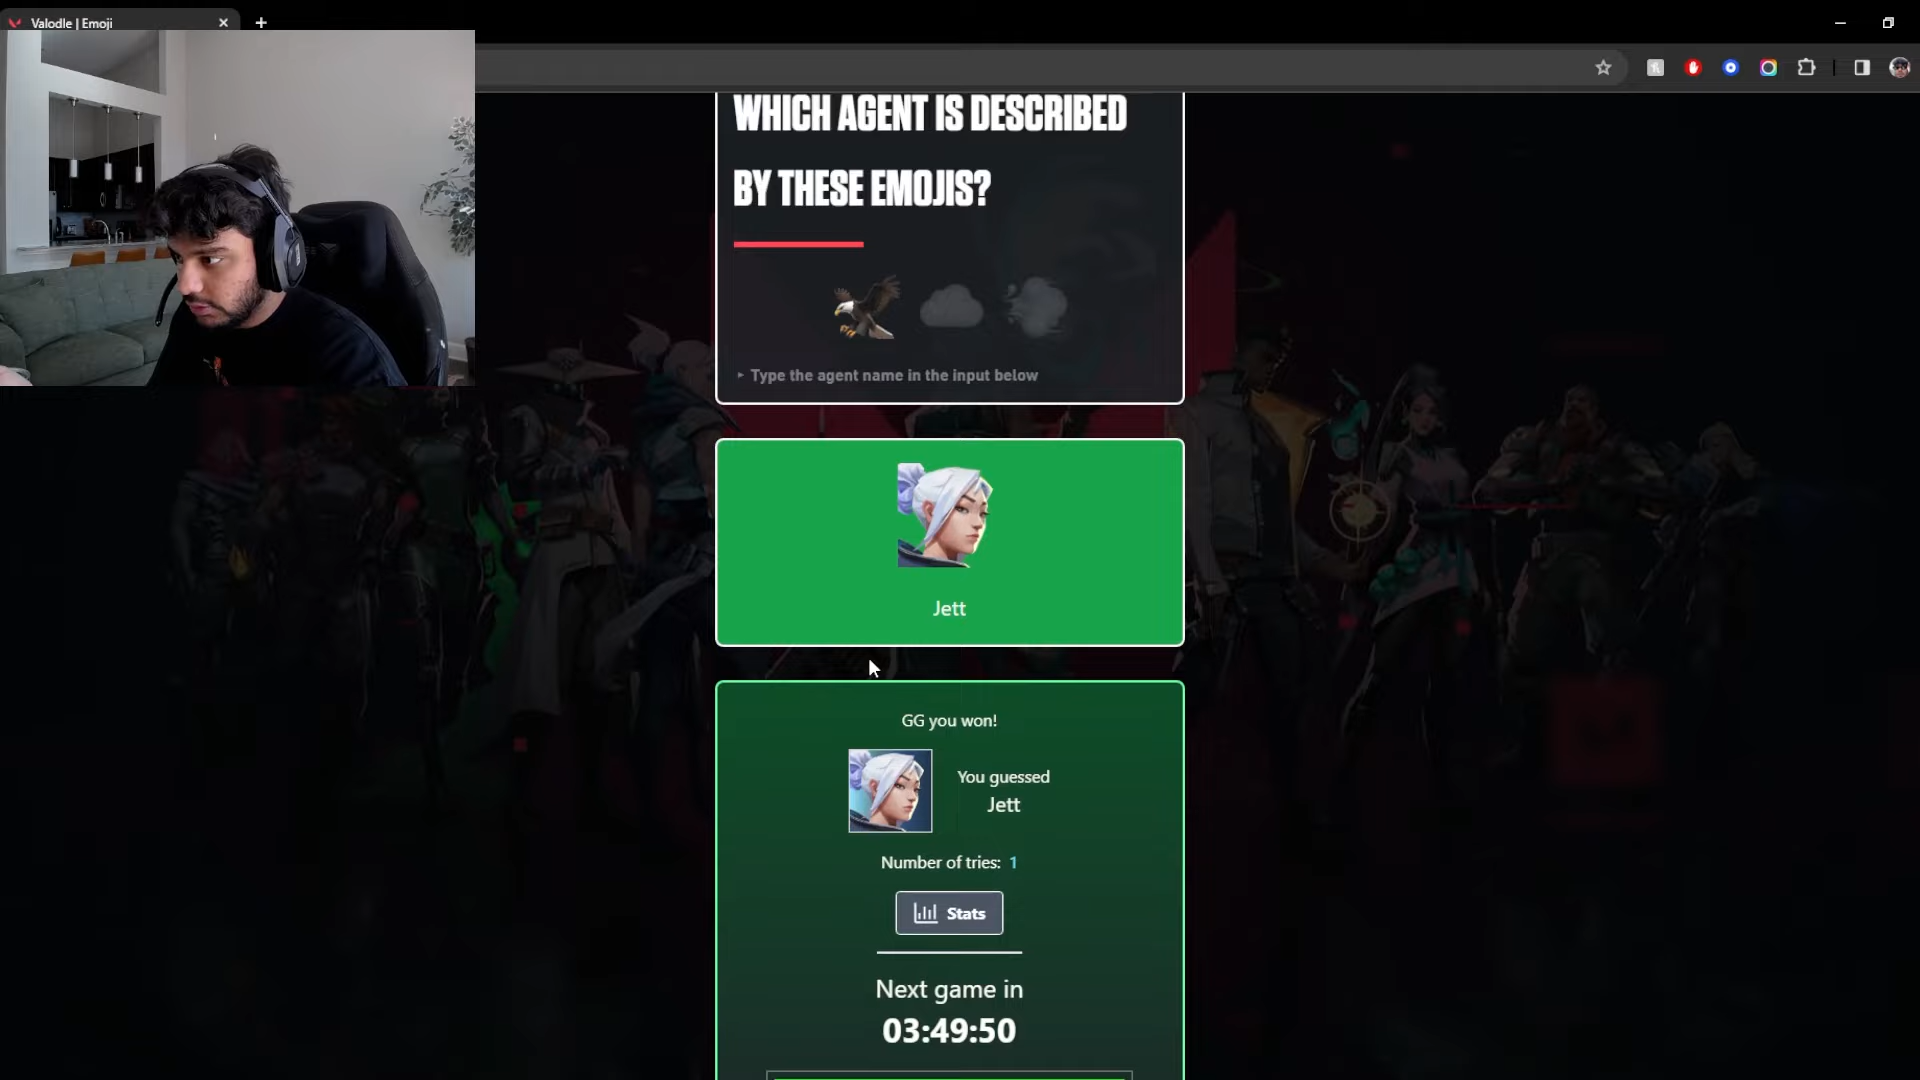 Valodle | Emoji
WHICH AGENT IS DESCRIBED
BY THESE EMOJIS?
▸ Type the agent name in the input below
Jett
GG you won!
You guessed
Jett
Number of tries: 1
Stats
Next game in
03:49:50